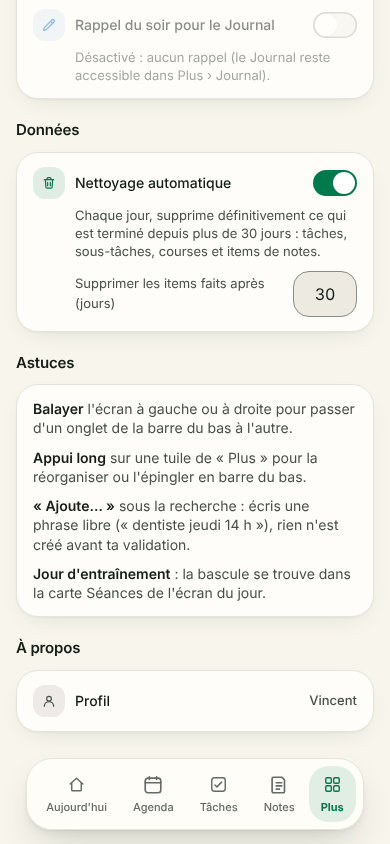 Rappel du soir pour le Journal
Désactivé : aucun rappel (le Journal reste
accessible dans Plus › Journal).
Données
Nettoyage automatique
Chaque jour, supprime définitivement ce qui
est terminé depuis plus de 30 jours : tâches,
sous-tâches, courses et items de notes.
Supprimer les items faits après
(jours)
30
Astuces
Balayer l'écran à gauche ou à droite pour passer
d'un onglet de la barre du bas à l'autre.
Appui long sur une tuile de « Plus » pour la
réorganiser ou l'épingler en barre du bas.
« Ajoute… » sous la recherche : écris une
phrase libre (« dentiste jeudi 14 h »), rien n'est
créé avant ta validation.
Jour d'entraînement : la bascule se trouve dans
la carte Séances de l'écran du jour.
À propos
Profil
Vincent
Aujourd'hui
Agenda
Tâches
Notes
Plus